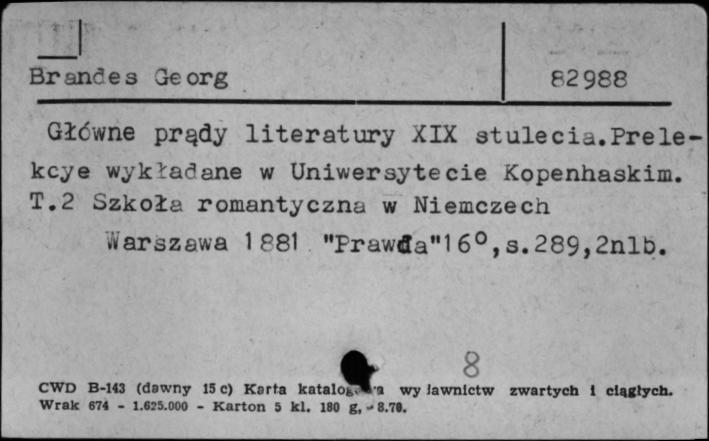 Brandes Georg 82988
Główne prądy literatury XIX stulecia.Prele-
kcye wykładane w Uniwersytecie Kopenhaskim.
T.2 Szkoła romantyczna w Niemczech
Warszawa 1881 "Prawda"16°,s.289,2nlb.
8
CWD B-143 (dawny 15 c) Karta katalogowa wydawnictw zwartych i ciągłych.
Wrak 674 - 1.625.000 - Karton 5 kl. 180 g, - 8.70.